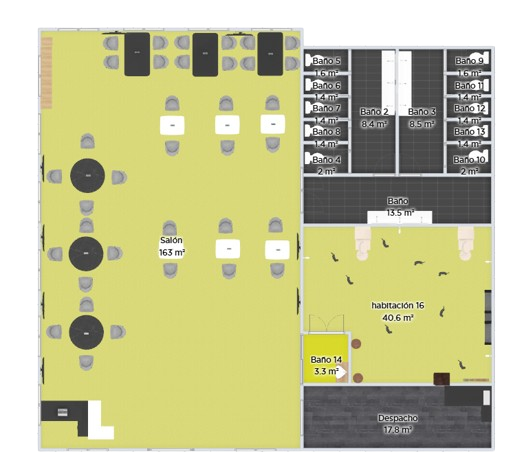 Baño 5
1.6 m²
Baño 9
1.6 m²
Baño 6
1.4 m²
Baño 2
8.4 m²
Baño 3
8.5 m²
Baño 11
1.4 m²
Baño 7
1.4 m²
Baño 12
1.4 m²
Baño 8
1.4 m²
Baño 13
1.4 m²
Baño 4
2 m²
Baño 10
2 m²
Baño
13.5 m²
Salón
163 m²
habitación 16
40.6 m²
Baño 14
3.3 m²
Despacho
17.8 m²